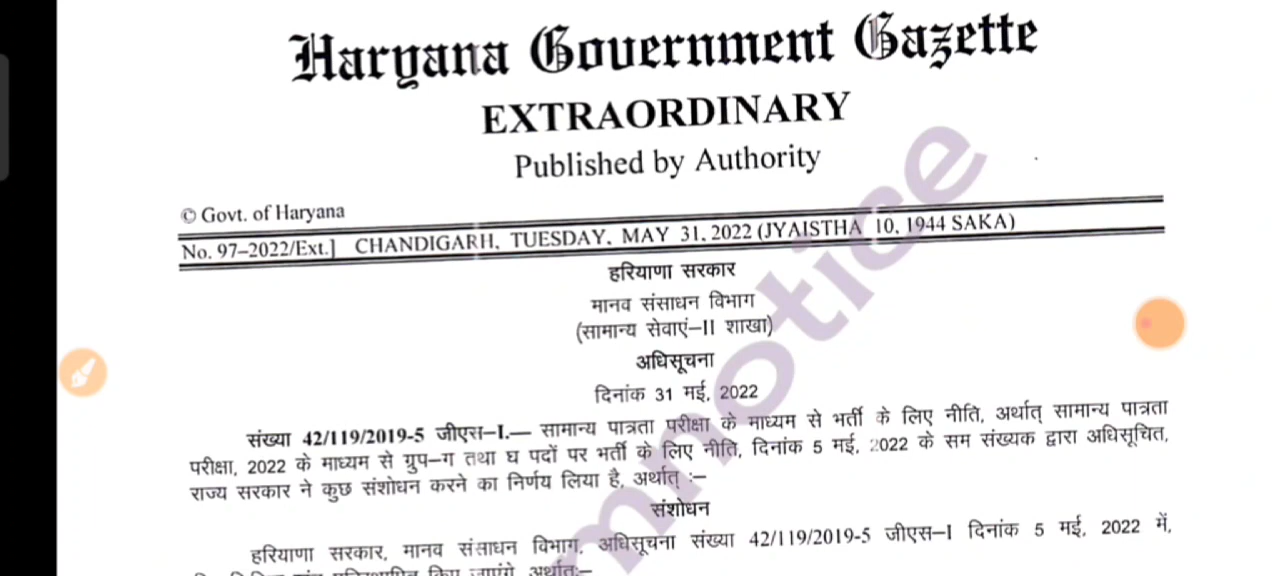 Haryana Government Gazette
EXTRAORDINARY
Published by Authority
© Govt. of Haryana
No. 97–2022/Ext.] CHANDIGARH, TUESDAY, MAY 31, 2022 (JYAISTHA 10, 1944 SAKA)
हरियाणा सरकार
मानव संसाधन विभाग
(सामान्य सेवाएं–II शाखा)
अधिसूचना
दिनांक 31 मई, 2022
संख्या 42/119/2019-5 जीएस–I.— सामान्य पात्रता परीक्षा के माध्यम से भर्ती के लिए नीति, अर्थात् सामान्य पात्रता
परीक्षा, 2022 के माध्यम से ग्रुप–ग तथा घ पदों पर भर्ती के लिए नीति, दिनांक 5 मई, 2022 के सम संख्यक द्वारा अधिसूचित,
राज्य सरकार ने कुछ संशोधन करने का निर्णय लिया है, अर्थात् :–
संशोधन
हरियाणा सरकार, मानव संसाधन विभाग, अधिसूचना संख्या 42/119/2019-5 जीएस–I दिनांक 5 मई, 2022 में,
किए जाएंगे, अर्थात:–
mnotice